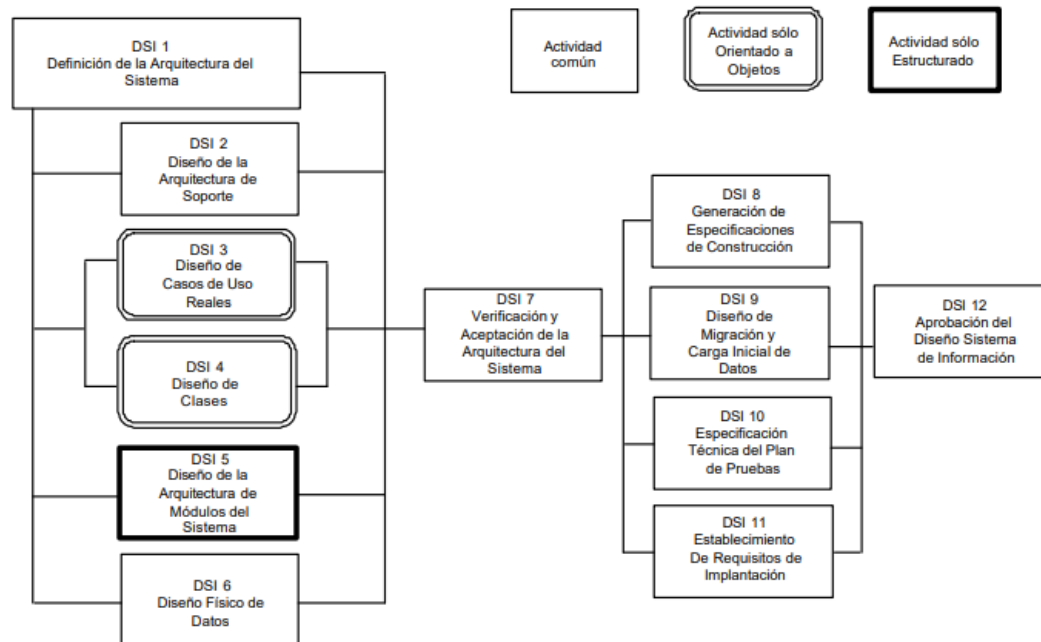 DSI 1
Definición de la Arquitectura del
Sistema
Actividad
común
Actividad sólo
Orientado a
Objetos
Actividad sólo
Estructurado
DSI 2
Diseño de la
Arquitectura de
Soporte
DSI 3
Diseño de
Casos de Uso
Reales
DSI 4
Diseño de
Clases
DSI 5
Diseño de la
Arquitectura de
Módulos del
Sistema
DSI 6
Diseño Físico de
Datos
DSI 7
Verificación y
Aceptación de la
Arquitectura del
Sistema
DSI 8
Generación de
Especificaciones
de Construcción
DSI 9
Diseño de
Migración y
Carga Inicial de
Datos
DSI 10
Especificación
Técnica del Plan
de Pruebas
DSI 11
Establecimiento
De Requisitos de
Implantación
DSI 12
Aprobación del
Diseño Sistema
de Información